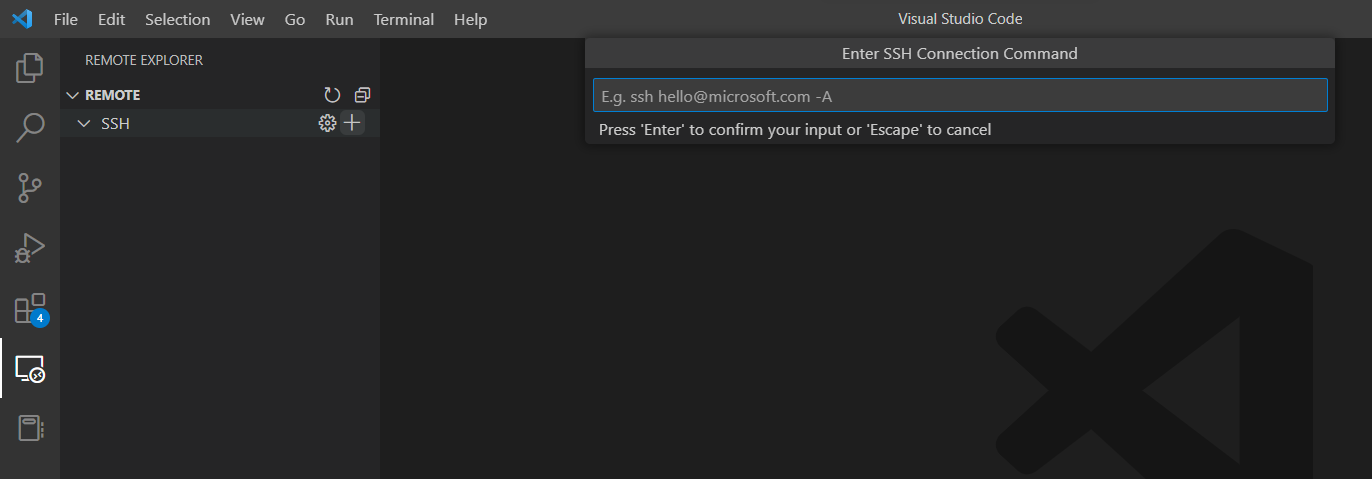 File Edit Selection View Go Run Terminal Help
Visual Studio Code
REMOTE EXPLORER
REMOTE
SSH
4
Enter SSH Connection Command
E.g. ssh hello@microsoft.com -A
Press 'Enter' to confirm your input or 'Escape' to cancel